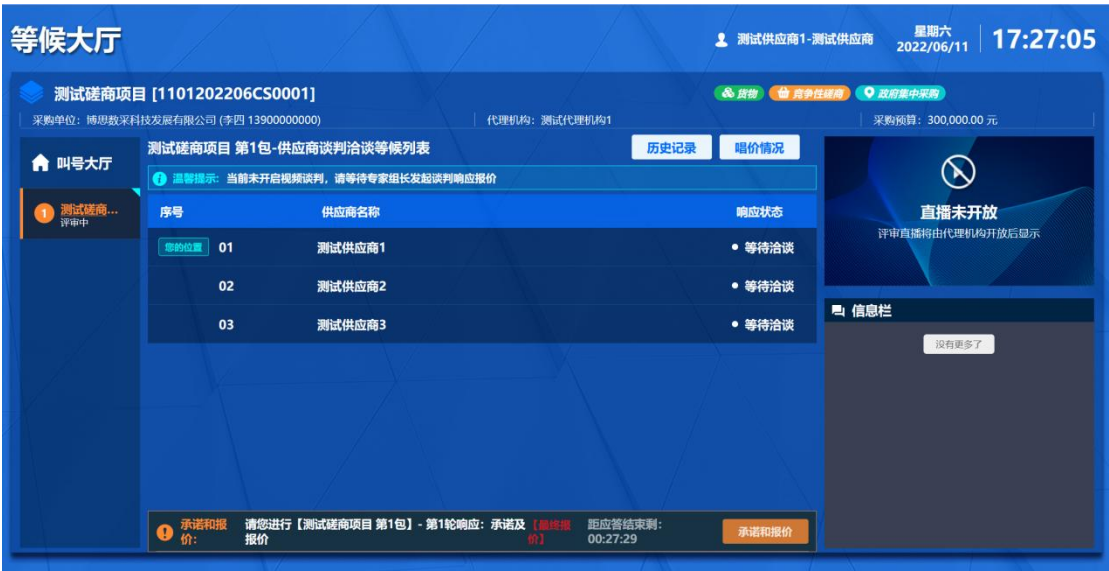 等候大厅
测试供应商1-测试供应商
星期六
2022/06/11
17:27:05
测试磋商项目 [1101202206CS0001]
货物
竞争性磋商
政府集中采购
采购单位：博思数采科技发展有限公司 (李四 13900000000)
代理机构：测试代理机构1
采购预算：300,000.00 元
叫号大厅
1 测试磋商...
评审中
测试磋商项目 第1包-供应商谈判洽谈等候列表
历史记录
唱价情况
温馨提示：当前未开启视频谈判，请等待专家组长发起谈判响应报价
序号 供应商名称 响应状态
您的位置 01 测试供应商1 等待洽谈
02 测试供应商2 等待洽谈
03 测试供应商3 等待洽谈
直播未开放
评审直播将由代理机构开放后显示
信息栏
没有更多了
承诺和报
价：
请您进行【测试磋商项目 第1包】- 第1轮响应：承诺及
报价
【最终报
价】
距应答结束剩：
00:27:29
承诺和报价